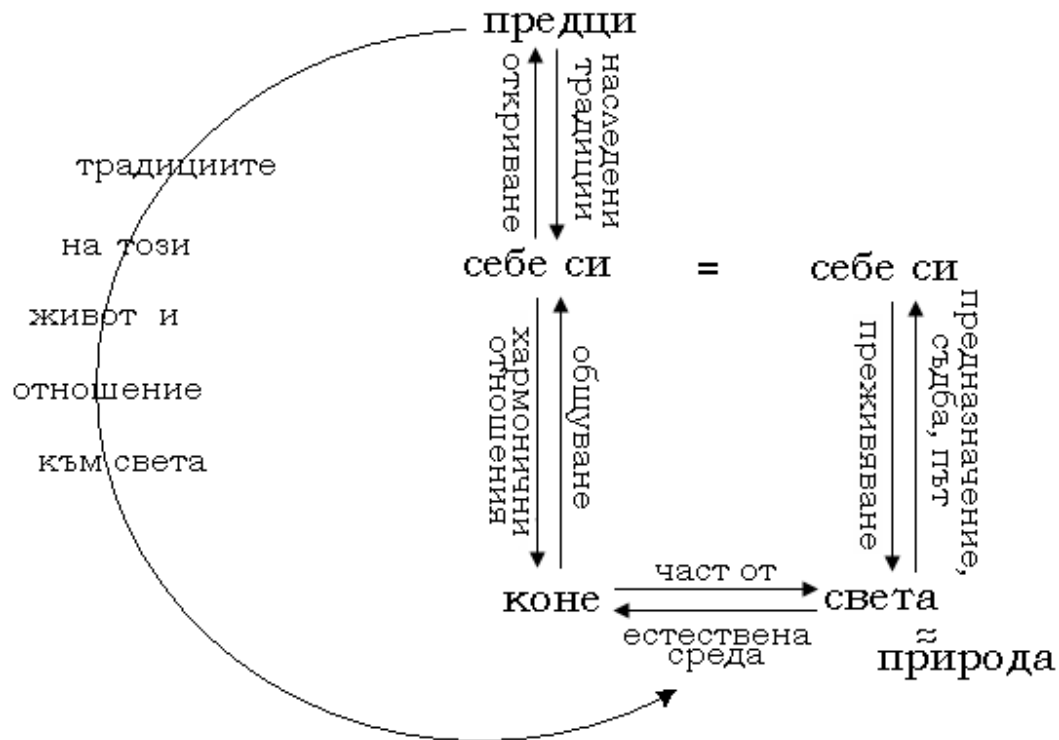 предци
откриване
наследени
традиции
традициите
на този
живот и
отношение
към света
себе си = себе си
хармонични
отношения
общуване
преживяване
предназначение,
съдба, път
част от
коне
света
естествена
среда
≈
природа